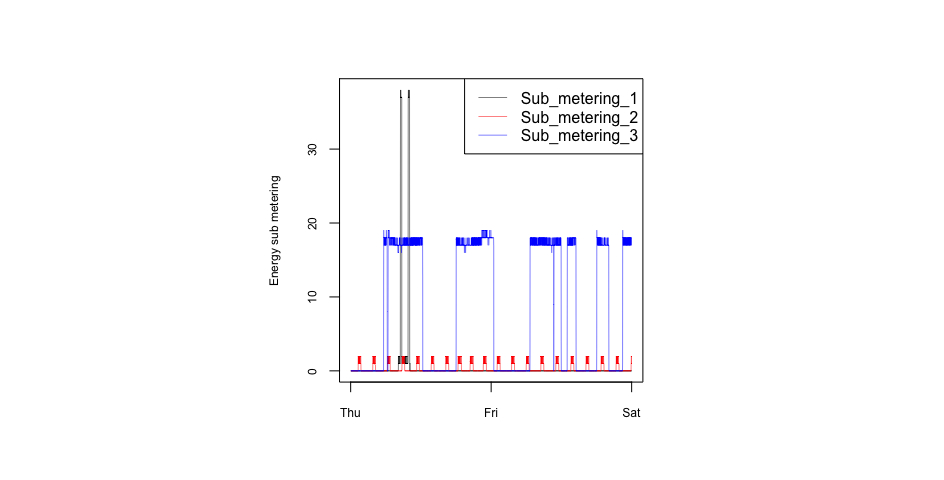 Sub_metering_1
Sub_metering_2
Sub_metering_3
Energy sub metering
30
20
10
0
Thu Fri Sat